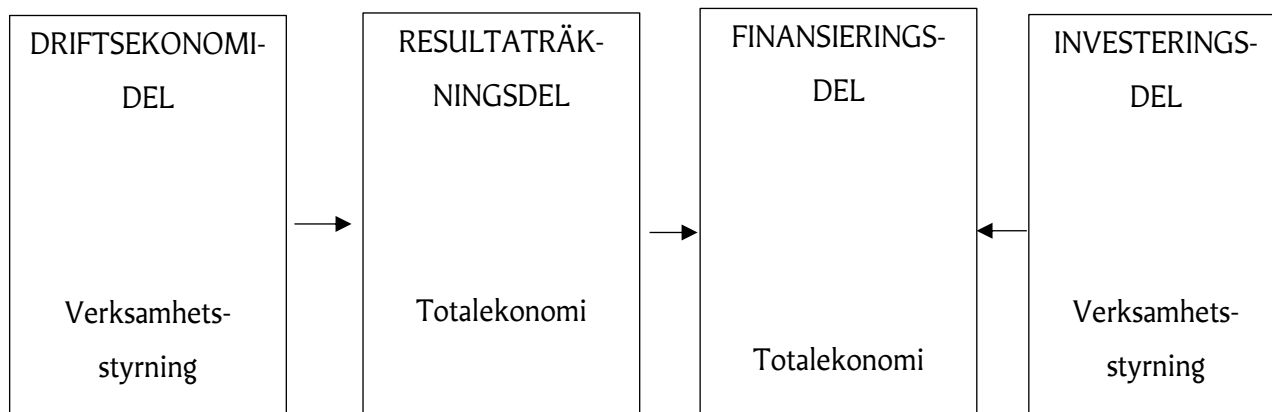 DRIFTSEKONOMI-
DEL
Verksamhets-
styrning
RESULTATRÄK-
NINGSDEL
Totalekonomi
FINANSIERINGS-
DEL
Totalekonomi
INVESTERINGS-
DEL
Verksamhets-
styrning